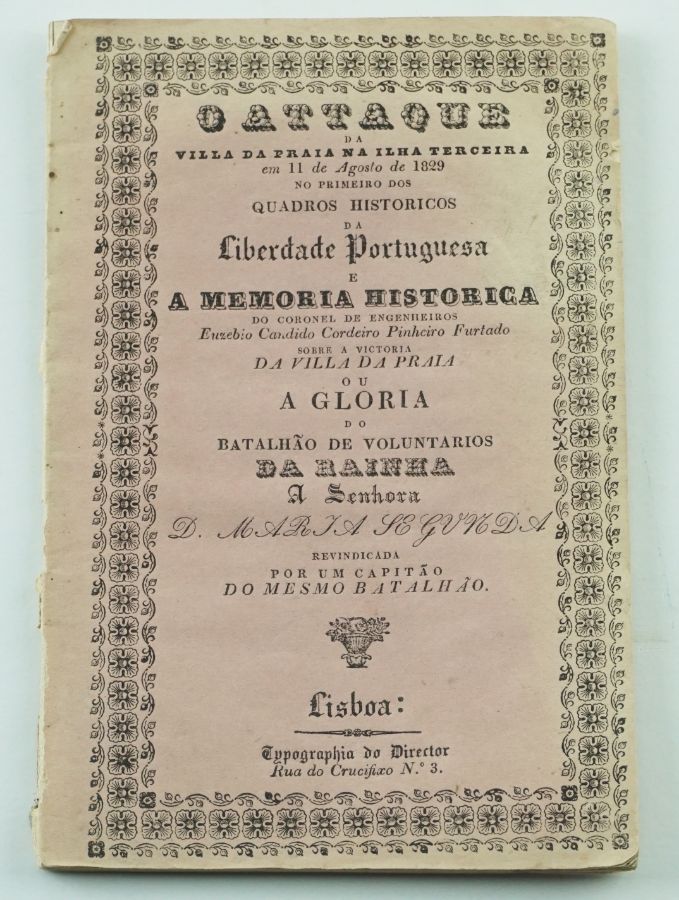 O ATTAQUE
DA
VILLA DA PRAIA NA ILHA TERCEIRA
em 11 de Agosto de 1829
NO PRIMEIRO DOS
QUADROS HISTORICOS
DA
Liberdade Portuguesa
E
A MEMORIA HISTORICA
DO CORONEL DE ENGENHEIROS
Euzebio Candido Cordeiro Pinheiro Furtado
SOBRE A VICTORIA
DA VILLA DA PRAIA
OU
A GLORIA
DO
BATALHÃO DE VOLUNTARIOS
DA RAINHA
A Senhora
D. MARIA SEGUNDA
REVINDICADA
POR UM CAPITÃO
DO MESMO BATALHÃO.
Lisboa:
Typographia do Director
Rua do Crucifixo N.º 3.